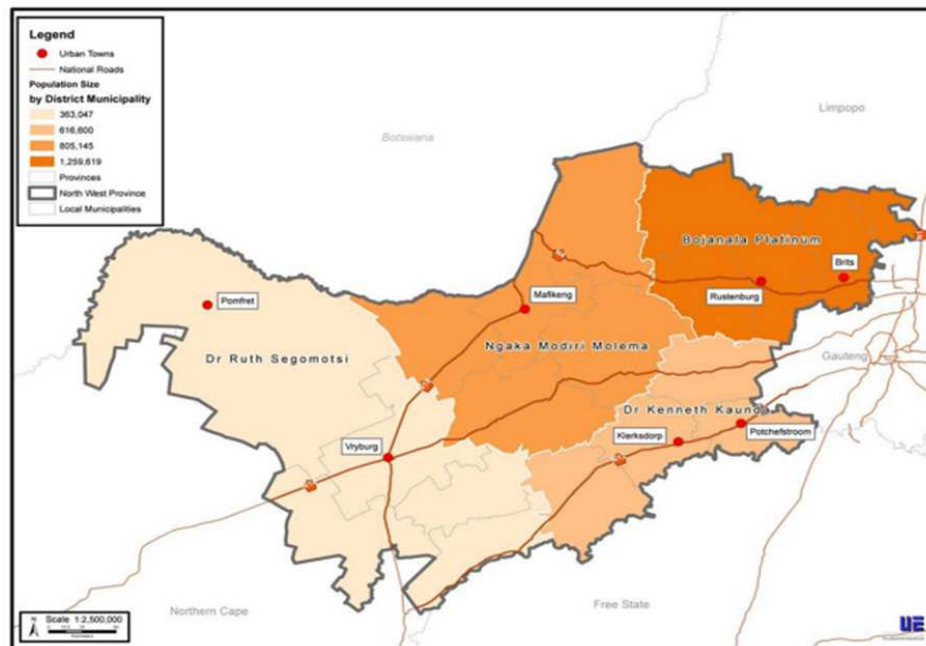 Legend
Urban Towns
National Roads
Population Size
by District Municipality
363,047
616,600
805,145
1,259,619
Provinces
North West Province
Local Municipalities
Limpopo
Botswana
Bojanala Platinum
Brits
Rustenburg
Mafikeng
Pomfret
Ngaka Modiri Molema
Dr Ruth Segomotsi
Gauteng
Dr Kenneth Kaunda
Potchefstroom
Klerksdorp
Vryburg
Northern Cape
Free State
N
Scale 1:2,500,000
Kilometers
UE